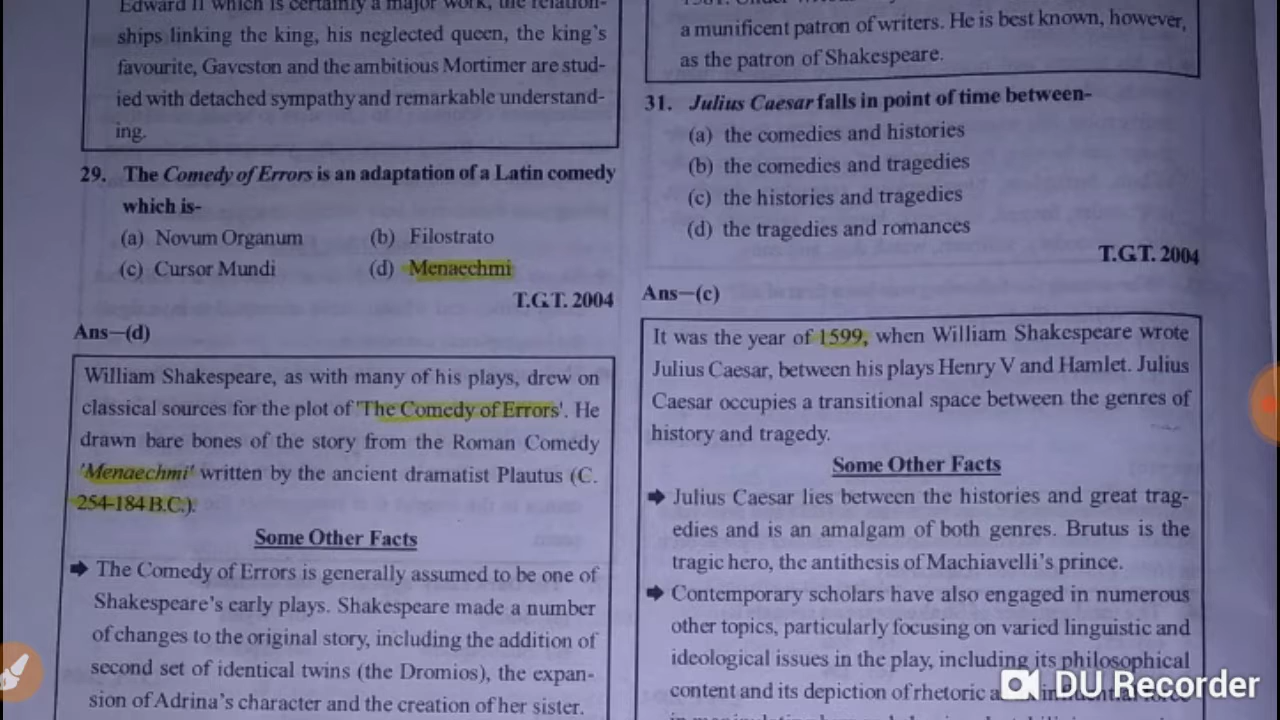 Edward II which is certainly a major work, the relation-
ships linking the king, his neglected queen, the king's
favourite, Gaveston and the ambitious Mortimer are stud-
ied with detached sympathy and remarkable understand-
ing.
29. The Comedy of Errors is an adaptation of a Latin comedy
which is-
(a) Novum Organum (b) Filostrato
(c) Cursor Mundi (d) Menaechmi
T.G.T. 2004
Ans–(d)
William Shakespeare, as with many of his plays, drew on
classical sources for the plot of 'The Comedy of Errors'. He
drawn bare bones of the story from the Roman Comedy
'Menaechmi' written by the ancient dramatist Plautus (C.
254-184 B.C.).
Some Other Facts
➔ The Comedy of Errors is generally assumed to be one of
Shakespeare's early plays. Shakespeare made a number
of changes to the original story, including the addition of
second set of identical twins (the Dromios), the expan-
sion of Adrina's character and the creation of her sister.
a munificent patron of writers. He is best known, however,
as the patron of Shakespeare.
31. Julius Caesar falls in point of time between-
(a) the comedies and histories
(b) the comedies and tragedies
(c) the histories and tragedies
(d) the tragedies and romances
T.G.T. 2004
Ans–(c)
It was the year of 1599, when William Shakespeare wrote
Julius Caesar, between his plays Henry V and Hamlet. Julius
Caesar occupies a transitional space between the genres of
history and tragedy.
Some Other Facts
➔ Julius Caesar lies between the histories and great trag-
edies and is an amalgam of both genres. Brutus is the
tragic hero, the antithesis of Machiavelli's prince.
➔ Contemporary scholars have also engaged in numerous
other topics, particularly focusing on varied linguistic and
ideological issues in the play, including its philosophical
content and its depiction of rhetoric
DU Recorder